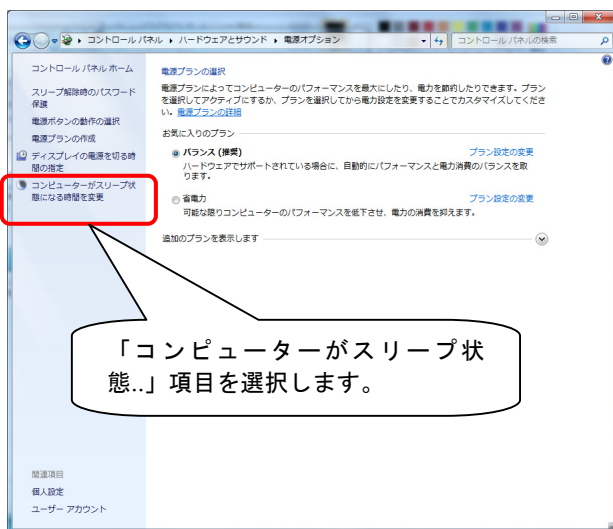 コントロール パネル ▸ ハードウェアとサウンド ▸ 電源オプション
コントロール パネルの検索
コントロール パネル ホーム
スリープ解除時のパスワード
保護
電源ボタンの動作の選択
電源プランの作成
ディスプレイの電源を切る時
間の指定
コンピューターがスリープ状
態になる時間を変更
電源プランの選択
電源プランによってコンピューターのパフォーマンスを最大にしたり、電力を節約したりできます。プラン
を選択してアクティブにするか、プランを選択してから電力設定を変更することでカスタマイズしてくださ
い。電源プランの詳細
お気に入りのプラン
バランス (推奨) プラン設定の変更
ハードウェアでサポートされている場合に、自動的にパフォーマンスと電力消費のバランスを取
ります。
省電力 プラン設定の変更
可能な限りコンピューターのパフォーマンスを低下させ、電力の消費を抑えます。
追加のプランを表示します
「コンピューターがスリープ状
態..」項目を選択します。
関連項目
個人設定
ユーザー アカウント